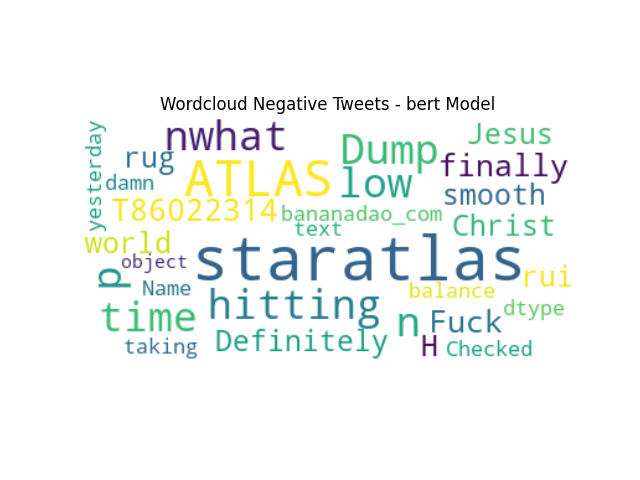 Wordcloud Negative Tweets - bert Model
yesterday
nwhat
Jesus
rug
Dump
finally
damn
ATLAS
low
smooth
T86022314
bananadao_com
Christ
text
world
staratlas
object
p
Name
hitting
balance
rui
time
dtype
n
Fuck
Definitely
H
taking
Checked